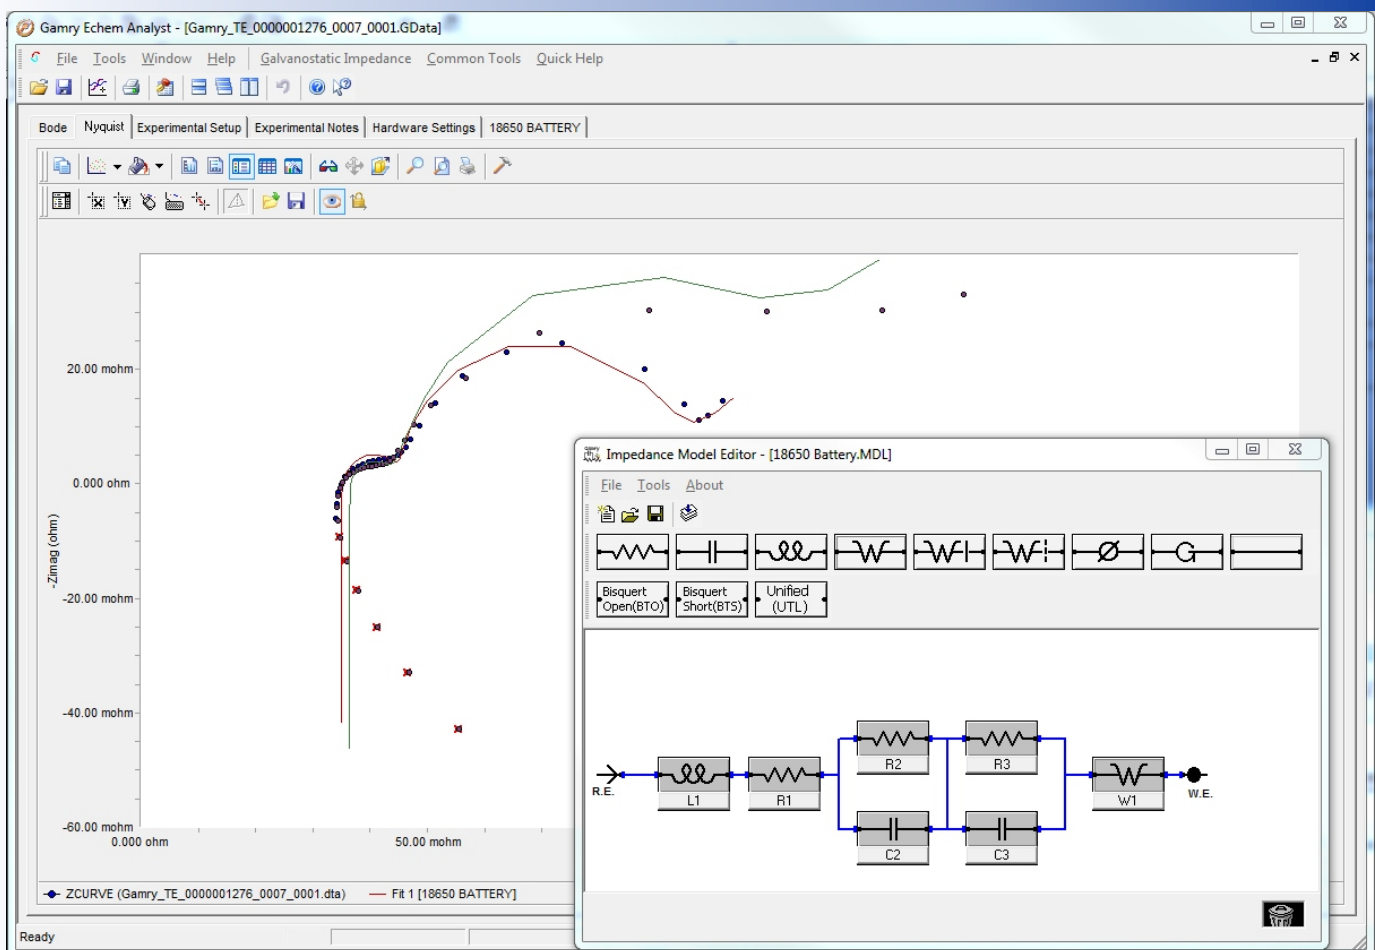 Gamry Echem Analyst - [Gamry_TE_0000001276_0007_0001.GData]
File Tools Window Help Galvanostatic Impedance Common Tools Quick Help
Bode Nyquist Experimental Setup Experimental Notes Hardware Settings 18650 BATTERY
20.00 mohm
0.000 ohm
-20.00 mohm
-40.00 mohm
-60.00 mohm
-Zimag (ohm)
0.000 ohm 50.00 mohm
ZCURVE (Gamry_TE_0000001276_0007_0001.dta) Fit 1 [18650 BATTERY]
Ready
Impedance Model Editor - [18650 Battery.MDL]
File Tools About
W W W G
Bisquert Open(BTO)
Bisquert Short(BTS)
Unified (UTL)
R.E.
L1
R1
R2
R3
C2
C3
W
W1
W.E.